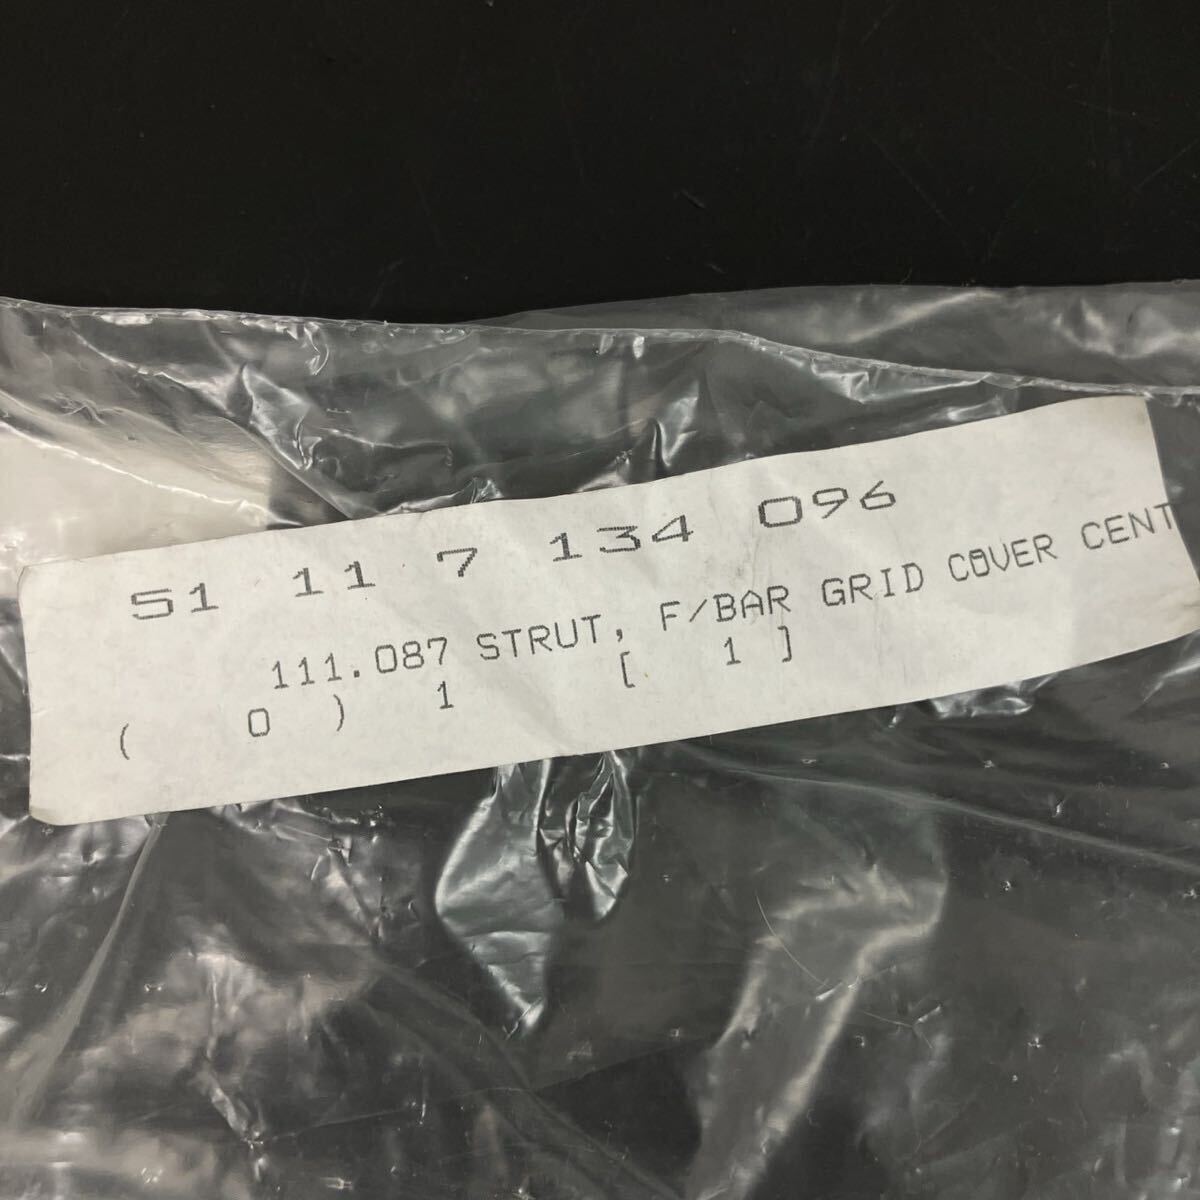 51 11 7 134 096
111.087 STRUT, F/BAR GRID COVER CENT
( 0 ) 1 [ 1 ]